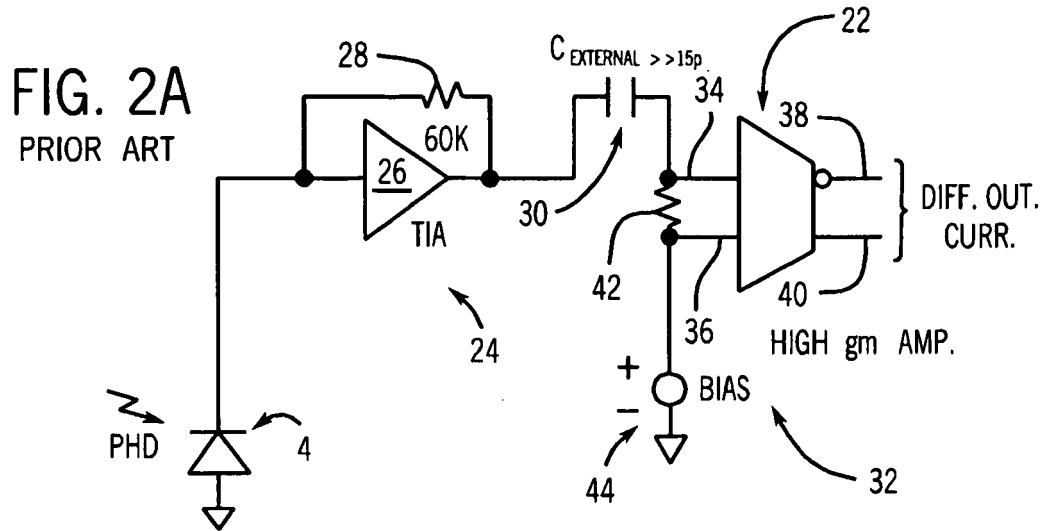 FIG. 2A
PRIOR ART
28
60K
26
TIA
24
PHD
4
C EXTERNAL >>15p
30
34
22
38
42
36
40
DIFF. OUT.
CURR.
HIGH gm AMP.
+
BIAS
−
44
32